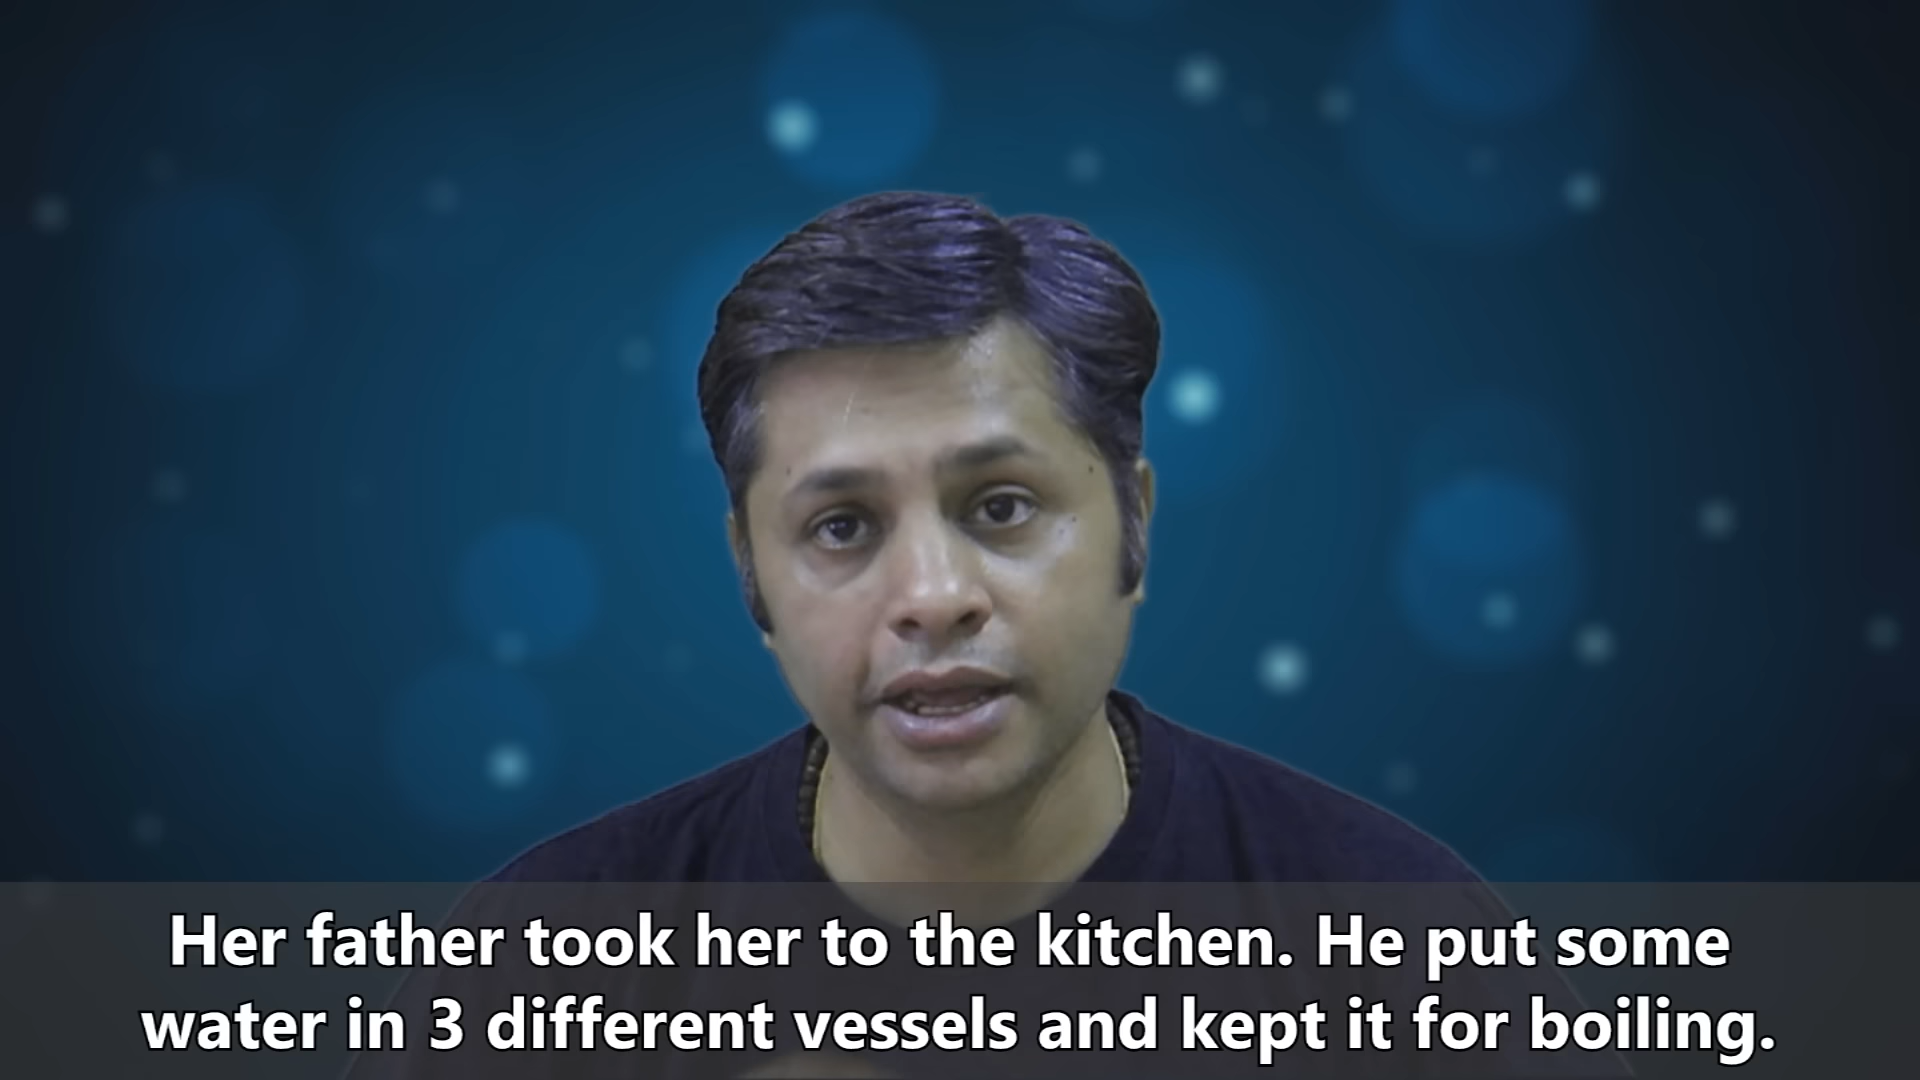 Her father took her to the kitchen. He put some
water in 3 different vessels and kept it for boiling.